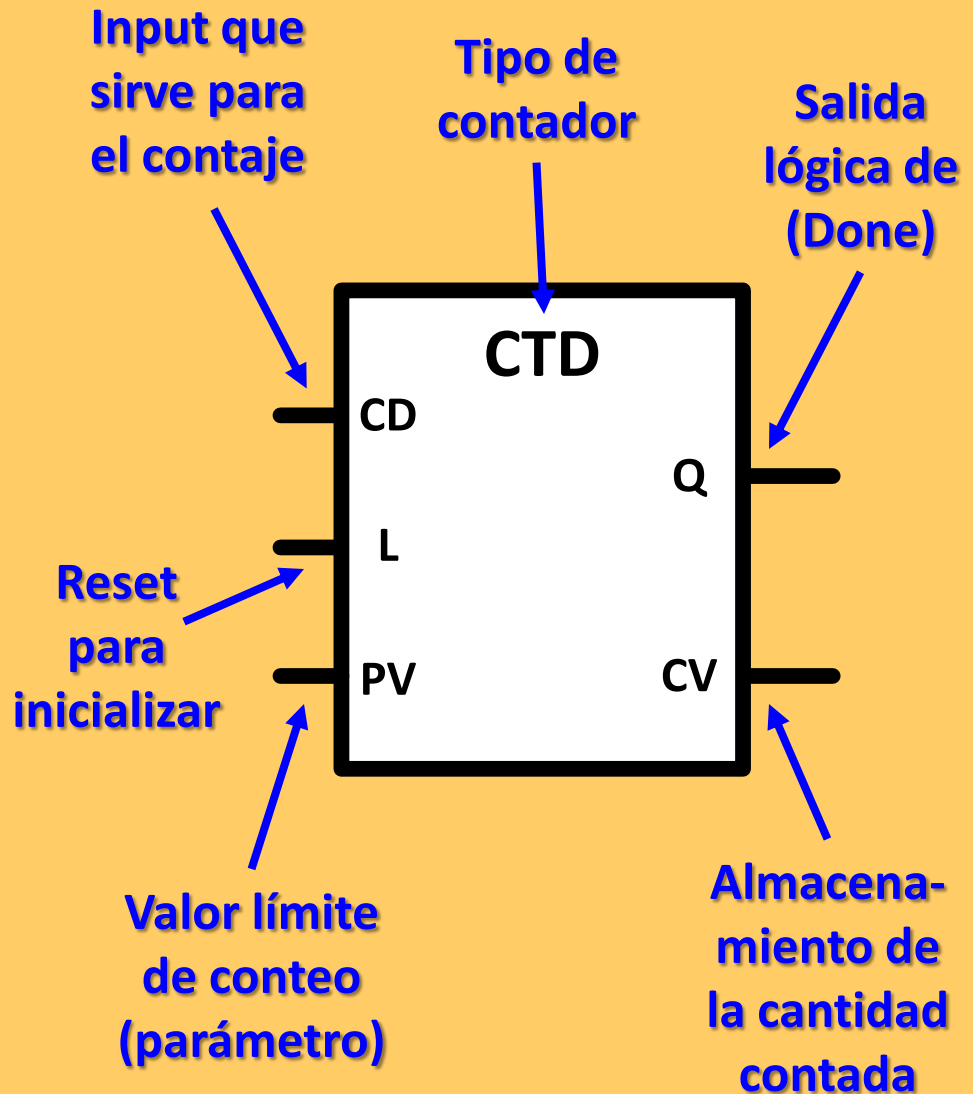 Input que
sirve para
el contaje
Tipo de
contador
Salida
lógica de
(Done)
CTD
CD
Q
L
Reset
para
inicializar
PV
CV
Valor límite
de conteo
(parámetro)
Almacena-
miento de
la cantidad
contada